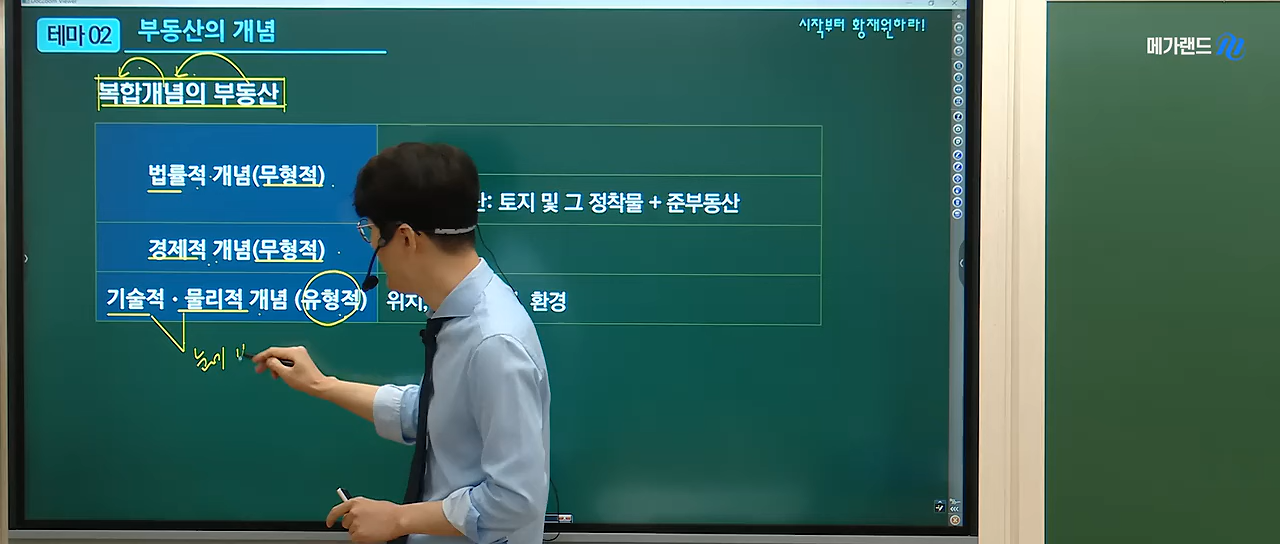 테마 02 부동산의 개념
시작부터 황재원하라!
메가랜드
복합개념의 부동산
법률적 개념(무형적)
토지 및 그 정착물 + 준부동산
경제적 개념(무형적)
기술적 · 물리적 개념 (유형적)
위치, 환경
눈에